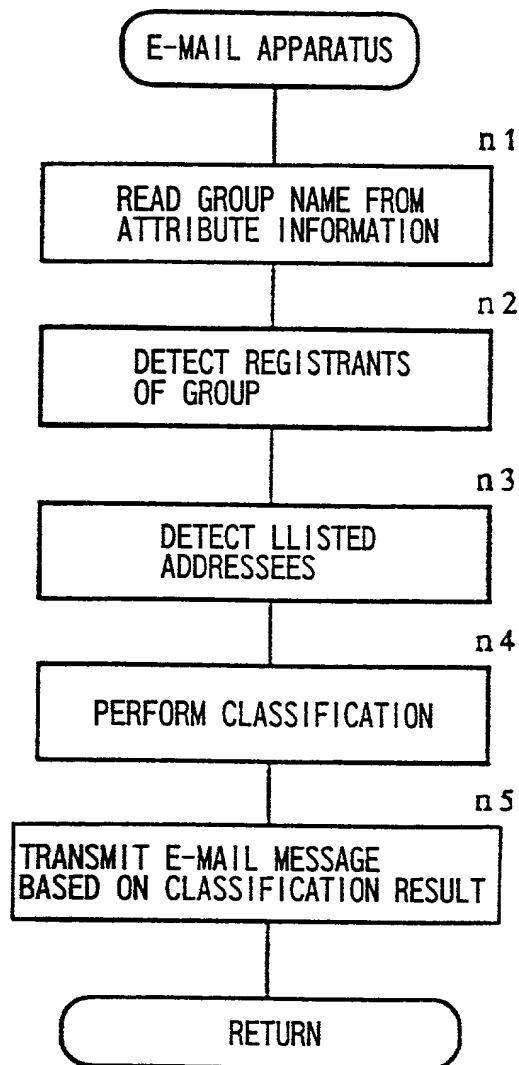 E-MAIL APPARATUS
n1
READ GROUP NAME FROM
ATTRIBUTE INFORMATION
n2
DETECT REGISTRANTS
OF GROUP
n3
DETECT LLISTED
ADDRESSEES
n4
PERFORM CLASSIFICATION
n5
TRANSMIT E-MAIL MESSAGE
BASED ON CLASSIFICATION RESULT
RETURN